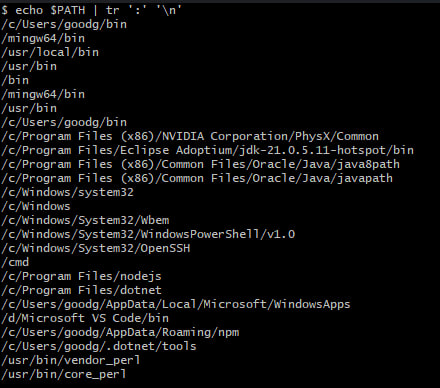 $ echo $PATH | tr ':' '\n'
/c/Users/goodg/bin
/mingw64/bin
/usr/local/bin
/usr/bin
/bin
/mingw64/bin
/usr/bin
/c/Users/goodg/bin
/c/Program Files (x86)/NVIDIA Corporation/PhysX/Common
/c/Program Files/Eclipse Adoptium/jdk-21.0.5.11-hotspot/bin
/c/Program Files (x86)/Common Files/Oracle/Java/java8path
/c/Program Files (x86)/Common Files/Oracle/Java/javapath
/c/Windows/system32
/c/Windows
/c/Windows/System32/Wbem
/c/Windows/System32/WindowsPowerShell/v1.0
/c/Windows/System32/OpenSSH
/cmd
/c/Program Files/nodejs
/c/Program Files/dotnet
/c/Users/goodg/AppData/Local/Microsoft/WindowsApps
/d/Microsoft VS Code/bin
/c/Users/goodg/AppData/Roaming/npm
/c/Users/goodg/.dotnet/tools
/usr/bin/vendor_perl
/usr/bin/core_perl